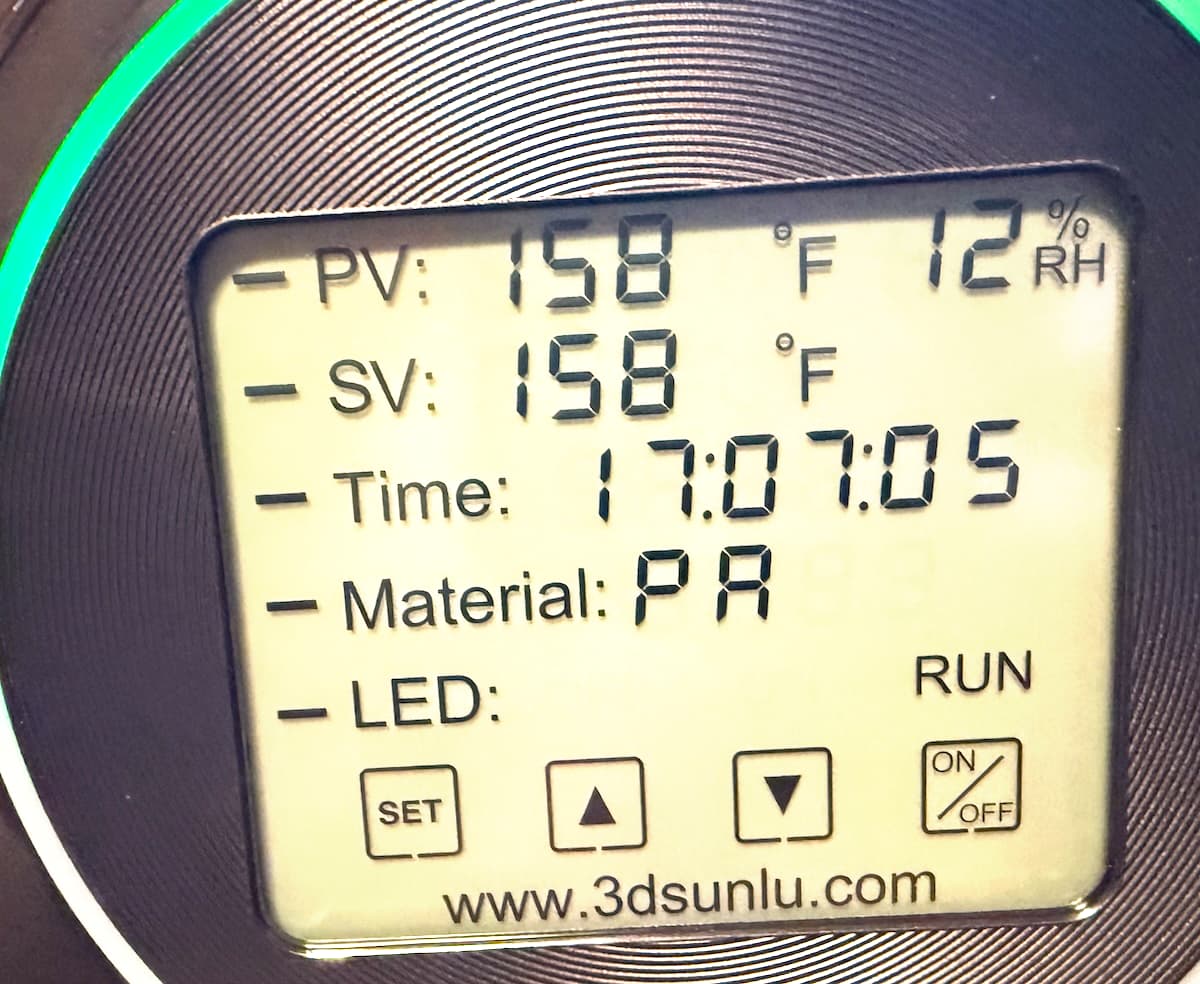 – PV: 158 °F 12 % RH
– SV: 158 °F
– Time: 17:07:05
– Material: PA
– LED: RUN
SET ▲ ▼ ON/OFF
www.3dsunlu.com